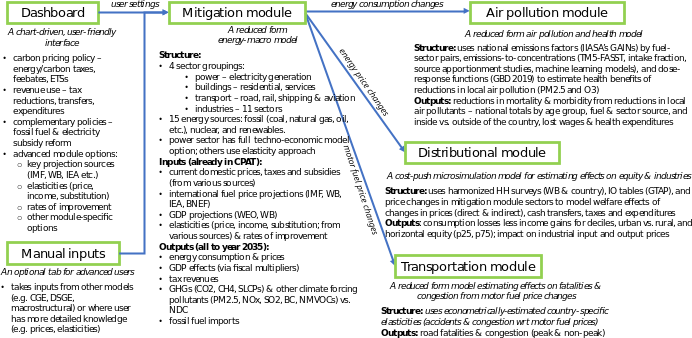 Dashboard
A chart-driven, user-friendly
interface
• carbon pricing policy –
energy/carbon taxes,
feebates, ETSs
• revenue use – tax
reductions, transfers,
expenditures
• complementary policies –
fossil fuel & electricity
subsidy reform
• advanced module options:
o key projections sources
(IMF, WB, IEA etc.)
o elasticities (price,
income, substitution)
o rates of improvement
o other module-specific
options
Manual inputs
An optional tab for advanced users
• takes inputs from other models
(e.g. CGE, DSGE,
macrostructural) or where user
has more detailed knowledge
(e.g. prices, elasticities)
user settings
Mitigation module
A reduced form
energy-macro model
Structure:
• 4 sector groupings:
• power – electricity generation
• buildings – residential, services
• transport – road, rail, shipping & aviation
• industries – 11 sectors
• 15 energy sources: fossil (coal, natural gas, oil,
etc.), nuclear, and renewables.
• power sector has full techno-economic model
option; others use elasticity approach
Inputs (already in CPAT):
• current domestic prices, taxes and subsidies
(from various sources)
• international fuel price projections (IMF, WB,
IEA, BNEF)
• GDP projections (WEO, WB)
• elasticities (price, income, substitution; from
various sources) & rates of improvement
Outputs (all to year 2035):
• energy consumption & prices
• GDP effects (via fiscal multipliers)
• tax revenues
• GHGs (CO2, CH4, SLCPs) & other climate forcing
pollutants (PM2.5, NOx, SO2, BC, NMVOCs) vs.
NDC
• fossil fuel imports
energy consumption changes
energy price changes
motor fuel price changes
Air pollution module
A reduced form air pollution and health model
Structure: uses national emissions factors (IIASA's GAINs) by fuel-
sector pairs, emissions-to-concentrations (TM5-FASST, intake fraction,
source apportionment studies, machine learning models), and dose-
response functions (GBD 2019) to estimate health benefits of
reductions in local air pollution (PM2.5 and O3)
Outputs: reductions in mortality & morbidity from reductions in local
air pollutants – national totals by age group, fuel & sector source, and
inside vs. outside of the country, lost wages & health expenditures
Distributional module
A cost-push microsimulation model for estimating effects on equity & industries
Structure: uses harmonized HH surveys (WB & country), IO tables (GTAP), and
price changes in mitigation module sectors to model welfare effects of
changes in prices (direct & indirect), cash transfers, taxes and expenditures
Outputs: consumption losses less income gains for deciles, urban vs. rural, and
horizontal equity (p25, p75); impact on industrial input and output prices
Transportation module
A reduced form model estimating effects on fatalities &
congestion from motor fuel price changes
Structure: uses econometrically-estimated country-specific
elasticities (accidents & congestion wrt motor fuel prices)
Outputs: road fatalities & congestion (peak & non-peak)